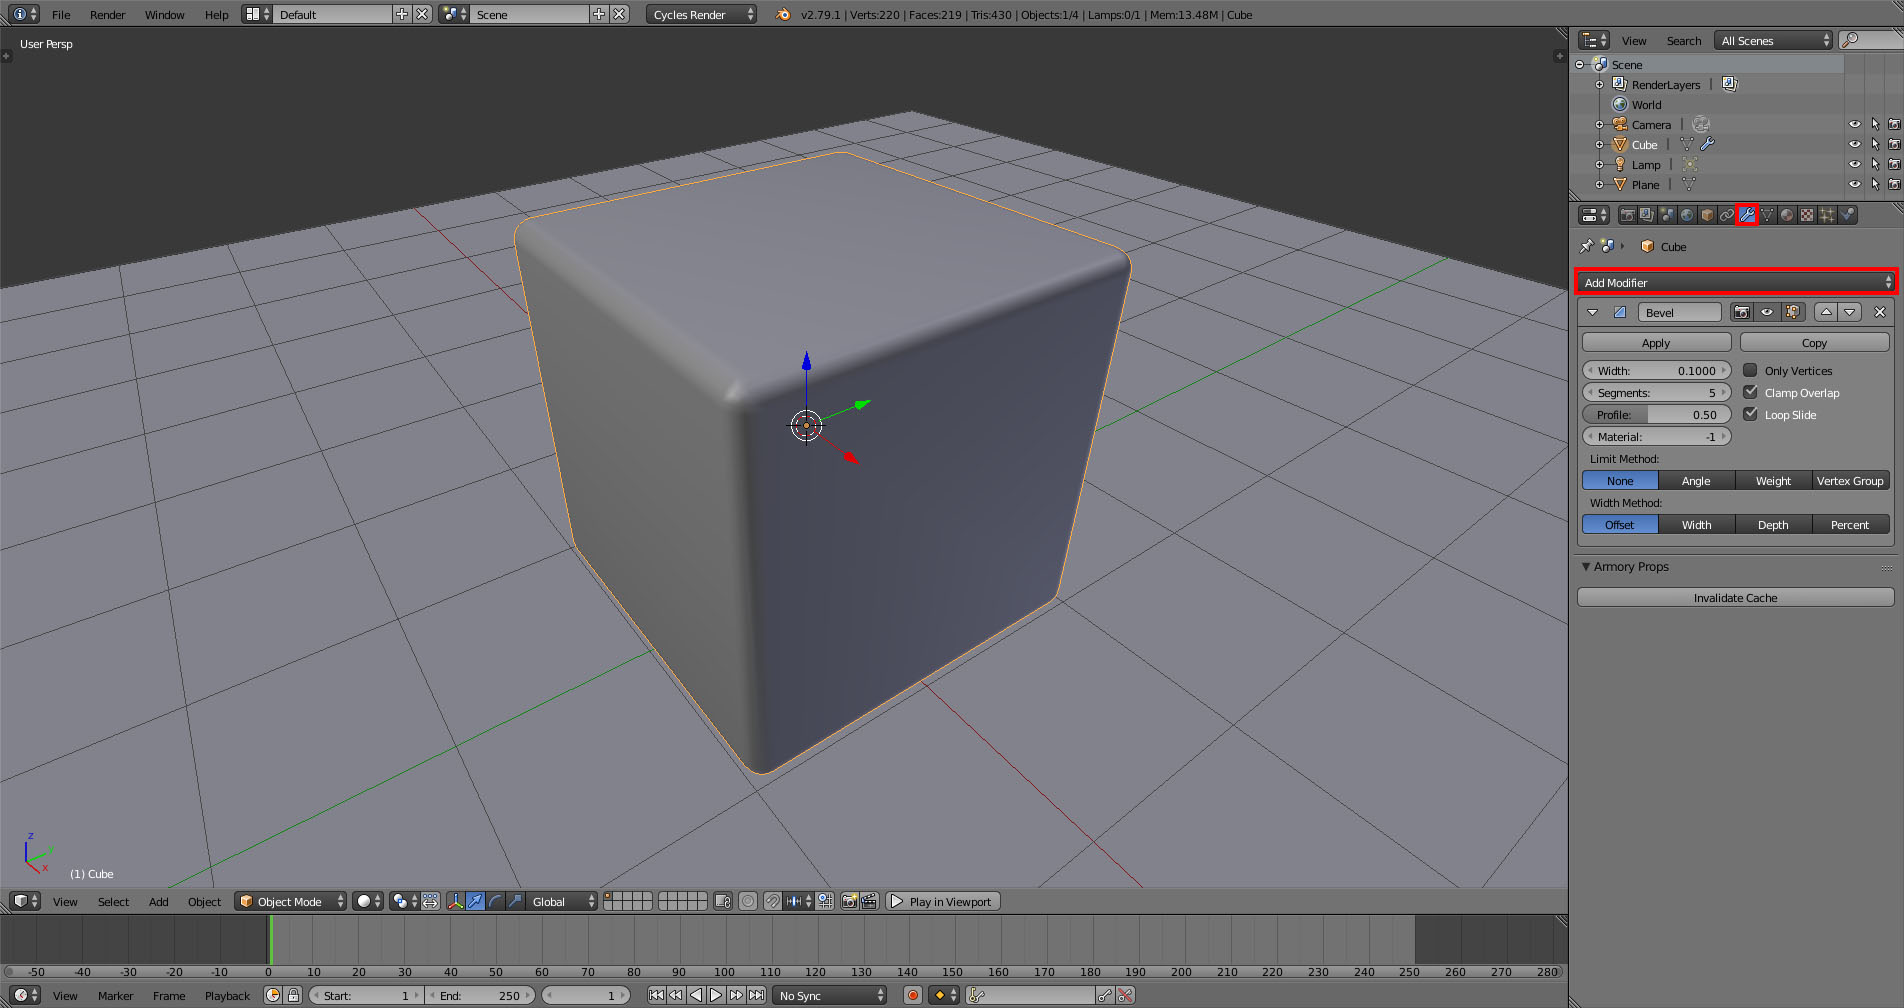 File Render Window Help Default Scene Cycles Render v2.79.1 | Verts:220 | Faces:219 | Tris:430 | Objects:1/4 | Lamps:0/1 | Mem:13.48M | Cube
User Persp
View Search All Scenes
Scene
RenderLayers
World
Camera
Cube
Lamp
Plane
Cube
Add Modifier
Bevel
Apply Copy
Width: 0.1000 Only Vertices
Segments: 5 Clamp Overlap
Profile: 0.50 Loop Slide
Material: -1
Limit Method:
None Angle Weight Vertex Group
Width Method:
Offset Width Depth Percent
Armory Props
Invalidate Cache
z
y
x
(1) Cube
View Select Add Object Object Mode Global Play in Viewport
-50 -40 -30 -20 -10 0 10 20 30 40 50 60 70 80 90 100 110 120 130 140 150 160 170 180 190 200 210 220 230 240 250 260 270 280
View Marker Frame Playback Start: 1 End: 250 1 No Sync